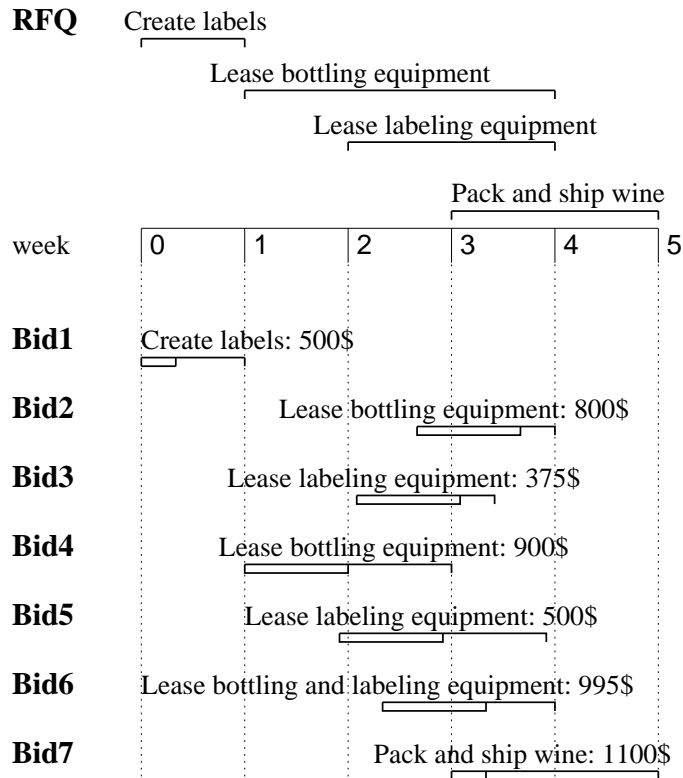 RFQ Create labels
Lease bottling equipment
Lease labeling equipment
Pack and ship wine
week 0 1 2 3 4 5
Bid1 Create labels: 500$
Bid2 Lease bottling equipment: 800$
Bid3 Lease labeling equipment: 375$
Bid4 Lease bottling equipment: 900$
Bid5 Lease labeling equipment: 500$
Bid6 Lease bottling and labeling equipment: 995$
Bid7 Pack and ship wine: 1100$